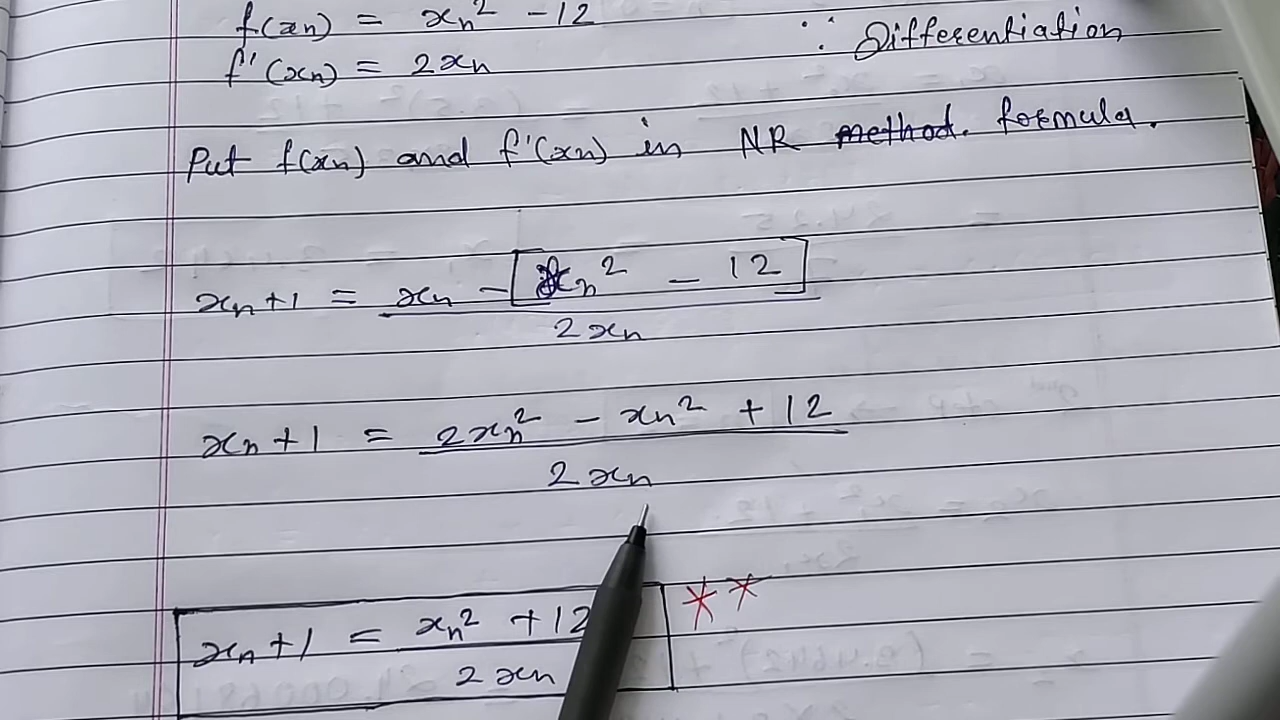 f(xn) = xn² - 12
∵ Differentiation
f'(xn) = 2xn
Put f(xn) and f'(xn) in NR method. formula.
xn+1 = xn - [xn² - 12]
2xn
xn+1 = 2xn² - xn² + 12
2xn
xn+1 = xn² + 12
2xn
**